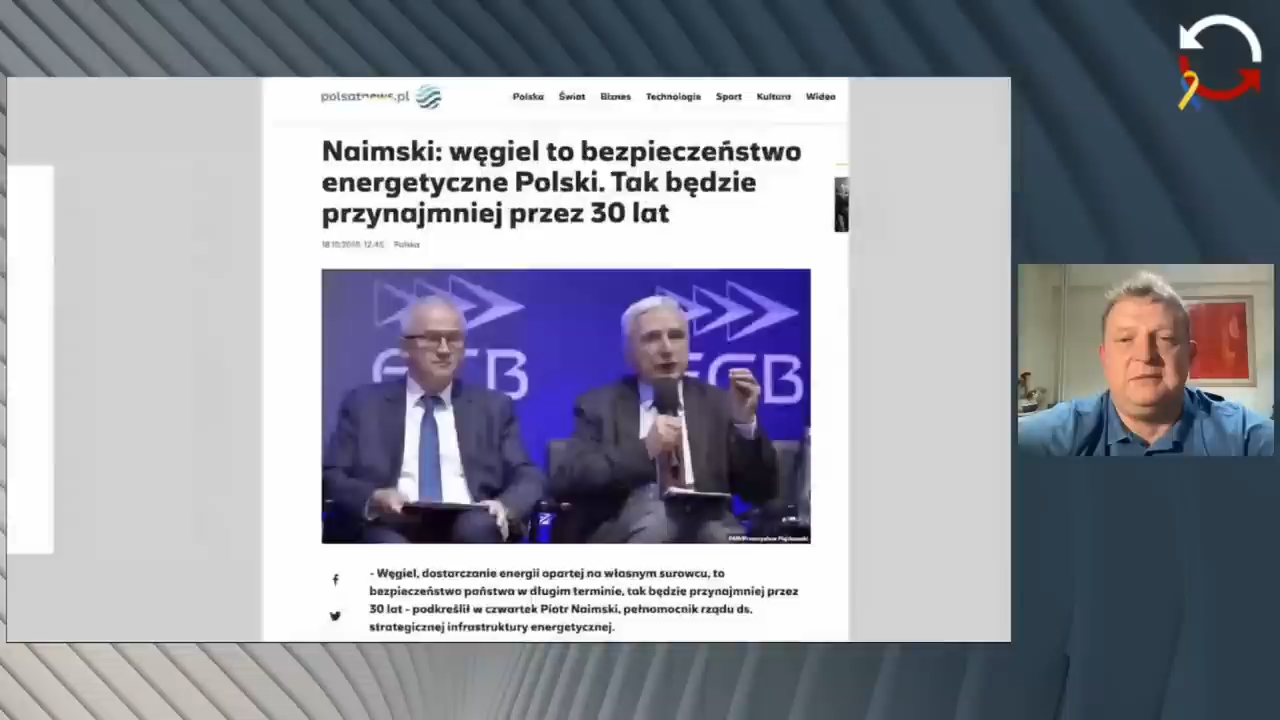 polsatnews.pl
Polska Świat Biznes Technologie Sport Kultura Wideo
Naimski: węgiel to bezpieczeństwo
energetyczne Polski. Tak będzie
przynajmniej przez 30 lat
12:45 Polska
- Węgiel, dostarczanie energii opartej na własnym surowcu, to
bezpieczeństwo państwa w długim terminie, tak będzie przynajmniej przez
30 lat - podkreślił w czwartek Piotr Naimski, pełnomocnik rządu ds.
strategicznej infrastruktury energetycznej.